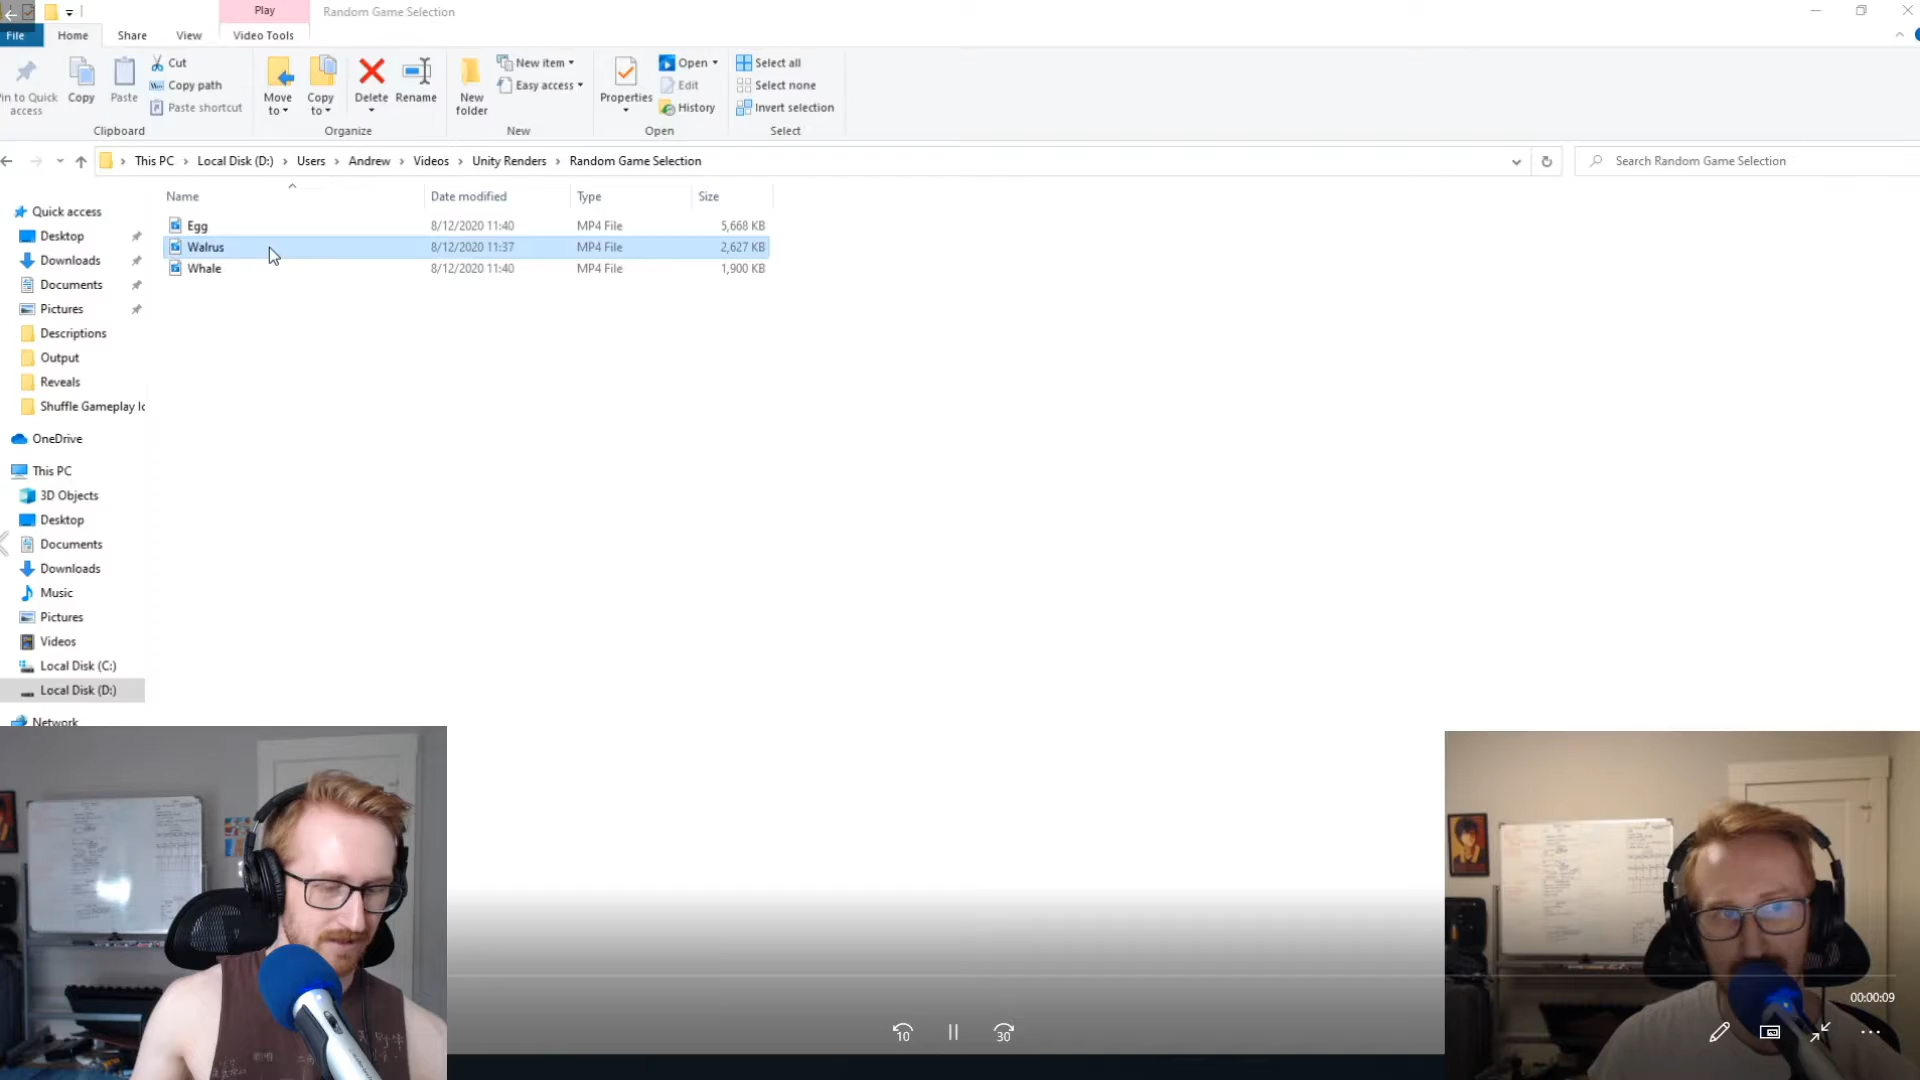 Play
Random Game Selection
File
Home
Share
View
Video Tools
Cut
Copy path
Paste shortcut
in to Quick access
Copy
Paste
Clipboard
Move to
Copy to
Delete
Rename
Organize
New item
Easy access
New folder
New
Properties
Open
Edit
History
Open
Select all
Select none
Invert selection
Select
This PC > Local Disk (D:) > Users > Andrew > Videos > Unity Renders > Random Game Selection
Search Random Game Selection
Name Date modified Type Size
Egg 8/12/2020 11:40 MP4 File 5,668 KB
Walrus 8/12/2020 11:37 MP4 File 2,627 KB
Whale 8/12/2020 11:40 MP4 File 1,900 KB
Quick access
Desktop
Downloads
Documents
Pictures
Descriptions
Output
Reveals
Shuffle Gameplay Ic
OneDrive
This PC
3D Objects
Desktop
Documents
Downloads
Music
Pictures
Videos
Local Disk (C:)
Local Disk (D:)
Network
00:00:09
10
30